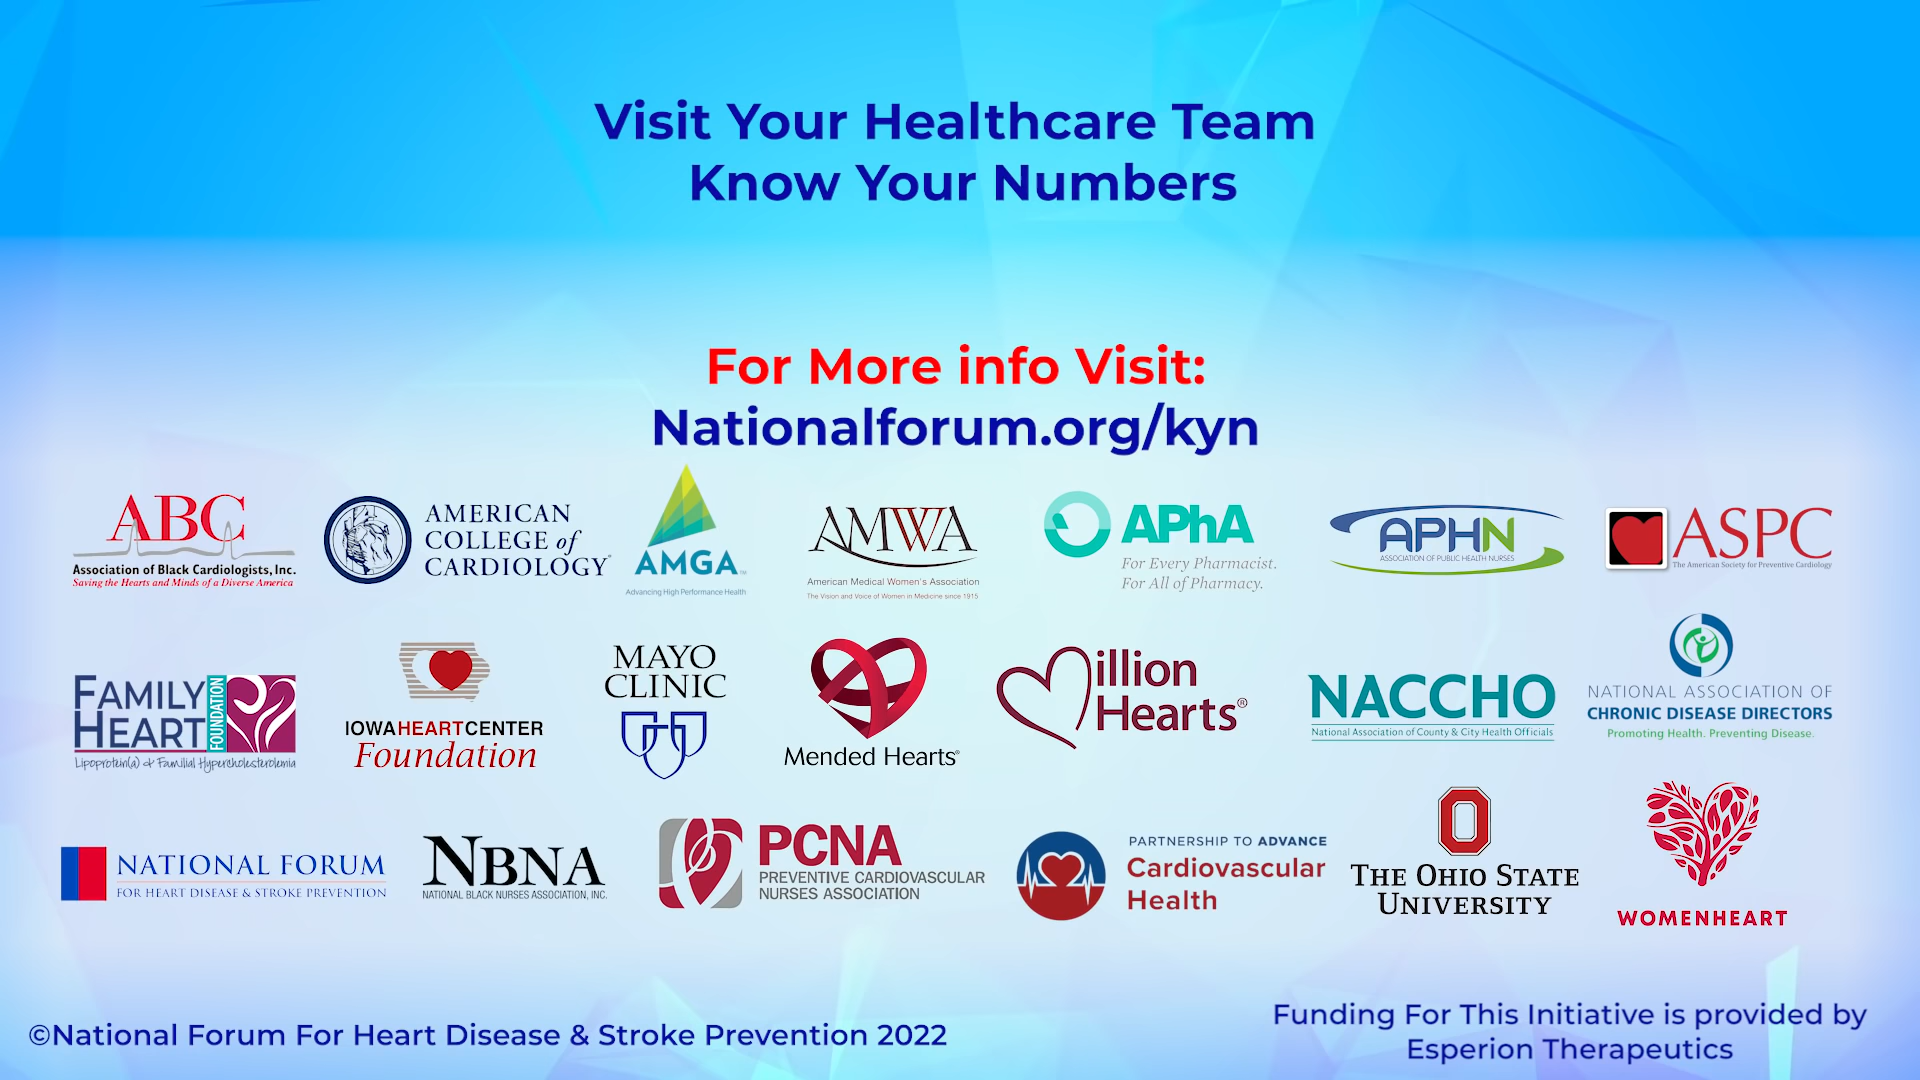 Visit Your Healthcare Team
Know Your Numbers
For More info Visit:
Nationalforum.org/kyn
ABC
Association of Black Cardiologists, Inc.
Saving the Hearts and Minds of a Diverse America
AMERICAN
COLLEGE of
CARDIOLOGY
AMGA
Advancing High Performance Health
AMWA
American Medical Women's Association
The Vision and Voice of Women in Medicine since 1915
APhA
For Every Pharmacist.
For All of Pharmacy.
APHN
ASSOCIATION OF PUBLIC HEALTH NURSES
ASPC
The American Society for Preventive Cardiology
FAMILY
HEART
FOUNDATION
Lipoprotein(a) & Familial Hypercholesterolemia
IOWA HEART CENTER
Foundation
MAYO
CLINIC
Mended Hearts®
illion
Hearts®
NACCHO
National Association of County & City Health Officials
NATIONAL ASSOCIATION OF
CHRONIC DISEASE DIRECTORS
Promoting Health. Preventing Disease.
NATIONAL FORUM
FOR HEART DISEASE & STROKE PREVENTION
NBNA
NATIONAL BLACK NURSES ASSOCIATION, INC.
PCNA
PREVENTIVE CARDIOVASCULAR
NURSES ASSOCIATION
PARTNERSHIP TO ADVANCE
Cardiovascular
Health
O
THE OHIO STATE
UNIVERSITY
WOMENHEART
©National Forum For Heart Disease & Stroke Prevention 2022
Funding For This Initiative is provided by
Esperion Therapeutics